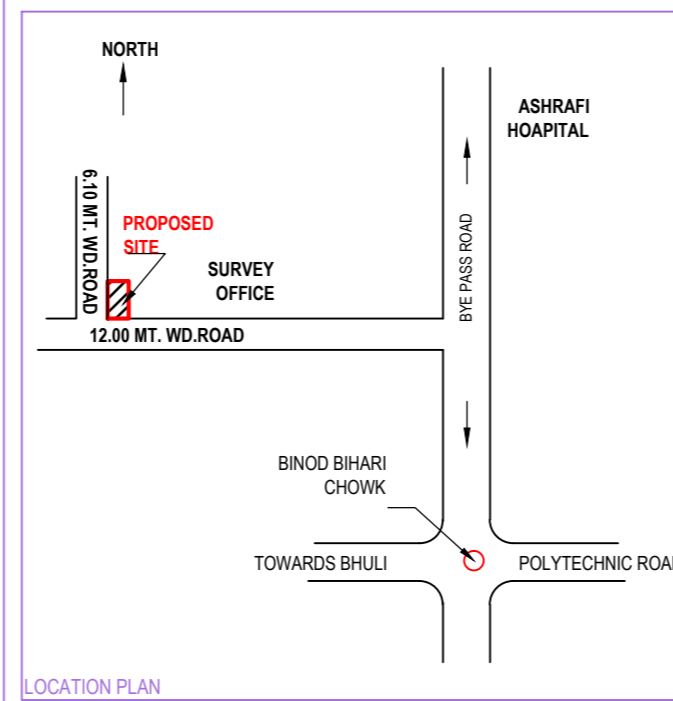 NORTH
ASHRAFI
HOAPITAL
6.10 MT. WD.ROAD
PROPOSED
SITE
SURVEY
OFFICE
BYE PASS ROAD
12.00 MT. WD.ROAD
BINOD BIHARI
CHOWK
TOWARDS BHULI
POLYTECHNIC ROAD
LOCATION PLAN